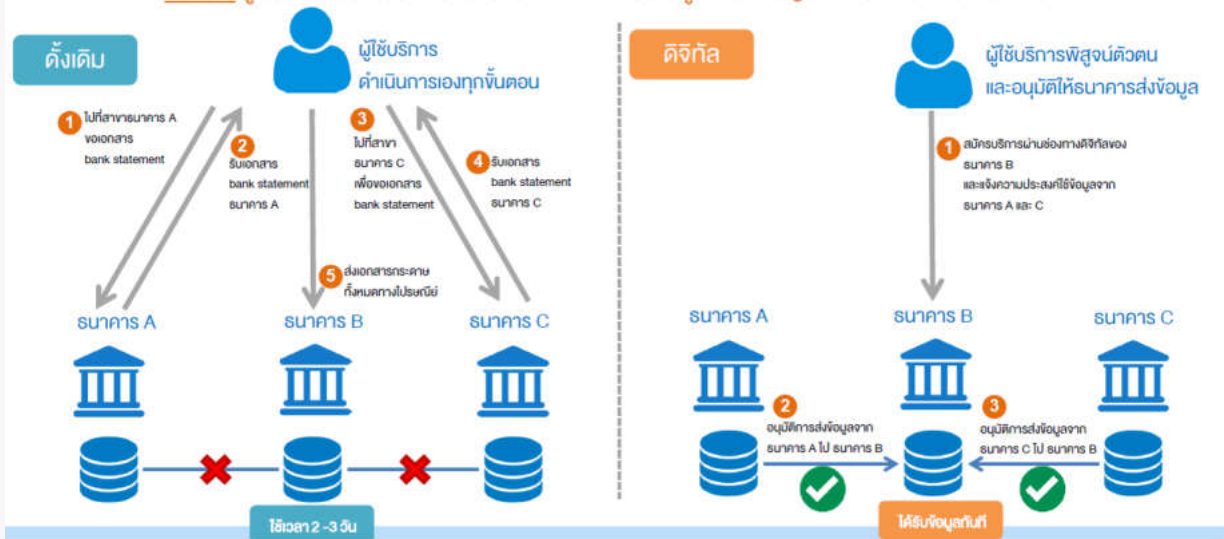 ดั้งเดิม
ผู้ใช้บริการ
ดำเนินการเองทุกขั้นตอน
1 ไปที่สาขาธนาคาร A
ขอเอกสาร
bank statement
2
รับเอกสาร
bank statement
ธนาคาร A
3
ไปที่สาขา
ธนาคาร C
เพื่อขอเอกสาร
bank statement
4 รับเอกสาร
bank statement
ธนาคาร C
5 ส่งเอกสารกระดาษ
ทั้งหมดทางไปรษณีย์
ธนาคาร A
ธนาคาร B
ธนาคาร C
ใช้เวลา 2 -3 วัน
ดิจิทัล
ผู้ใช้บริการพิสูจน์ตัวตน
และอนุมัติให้ธนาคารส่งข้อมูล
1 สมัครบริการผ่านช่องทางดิจิทัลของ
ธนาคาร B
และแจ้งความประสงค์ใช้ข้อมูลจาก
ธนาคาร A และ C
ธนาคาร A
ธนาคาร B
ธนาคาร C
2
อนุมัติการส่งข้อมูลจาก
ธนาคาร A ไป ธนาคาร B
3
อนุมัติการส่งข้อมูลจาก
ธนาคาร C ไป ธนาคาร B
ได้รับข้อมูลทันที